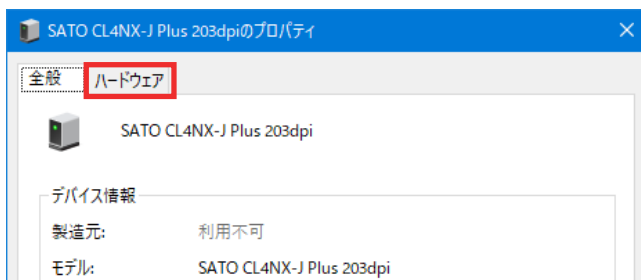 SATO CL4NX-J Plus 203dpiのプロパティ
全般 ハードウェア
SATO CL4NX-J Plus 203dpi
デバイス情報
製造元: 利用不可
モデル: SATO CL4NX-J Plus 203dpi